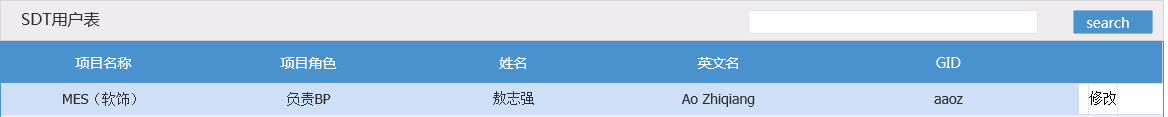 SDT用户表 search
项目名称 项目角色 姓名 英文名 GID
MES（软饰） 负责BP 敖志强 Ao Zhiqiang aaoz 修改